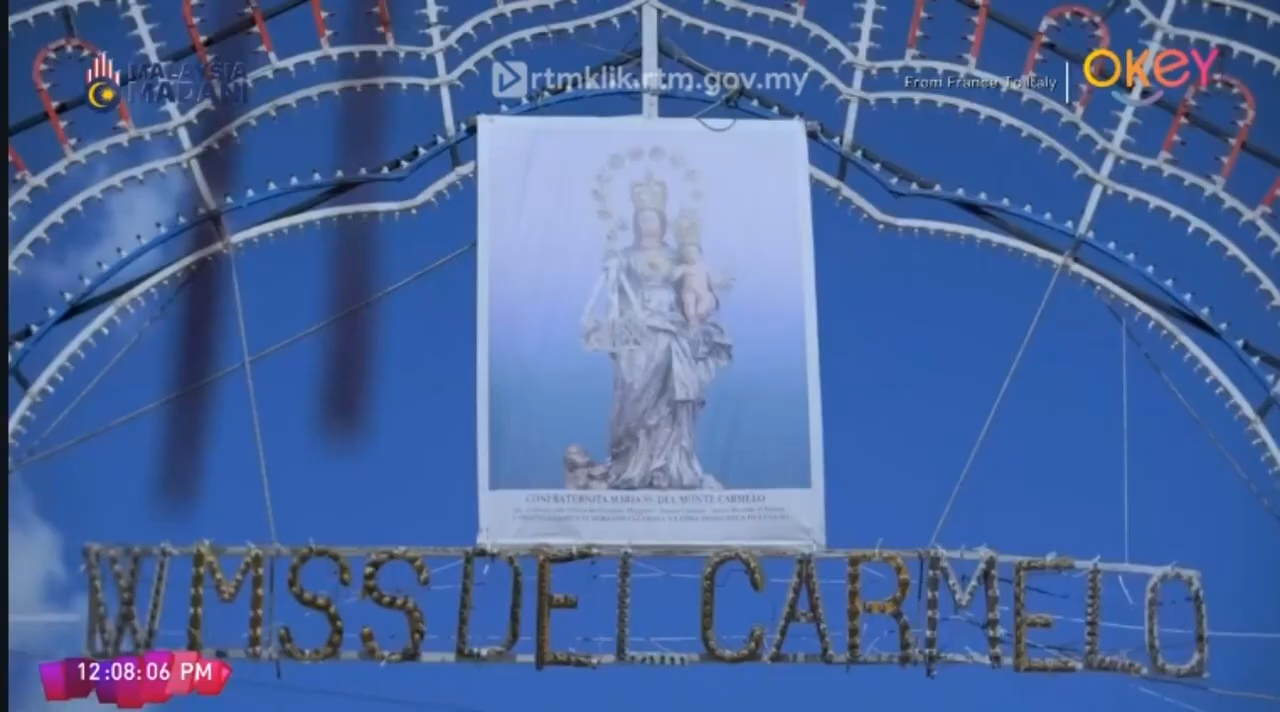 MALAYSIA
MADANI
rtmklik.rtm.gov.my
From France To Italy
OKEY
CONFRATERNITA MARIA SS. DEL MONTE CARMELO
W M SS DEL CARMELO
12:08:06 PM